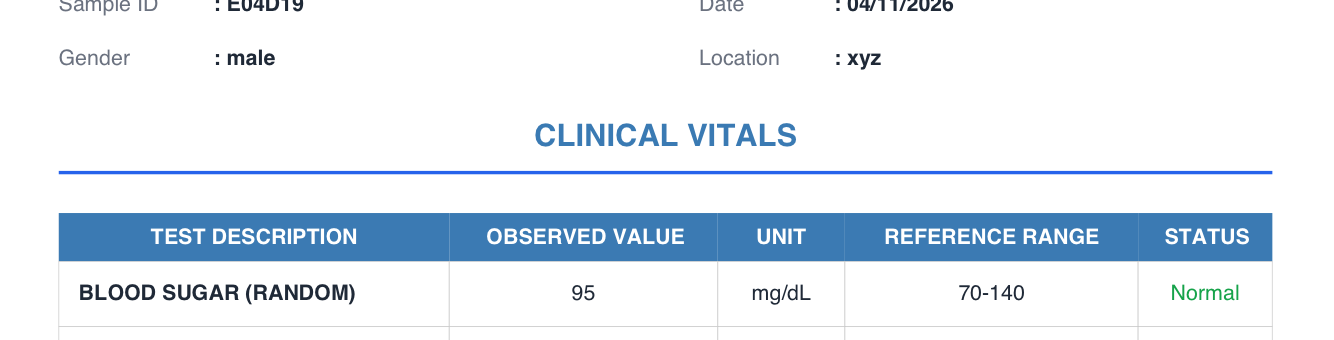 Sample ID : E04D19 Date : 04/11/2026
Gender : male Location : xyz
CLINICAL VITALS
TEST DESCRIPTION OBSERVED VALUE UNIT REFERENCE RANGE STATUS
BLOOD SUGAR (RANDOM) 95 mg/dL 70-140 Normal